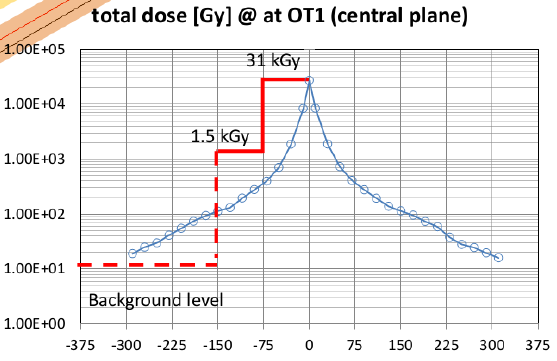 total dose [Gy] @ at OT1 (central plane)
1.00E+05
31 kGy
1.00E+04
1.5 kGy
1.00E+03
1.00E+02
1.00E+01
Background level
1.00E+00
-375 -300 -225 -150 -75 0 75 150 225 300 375